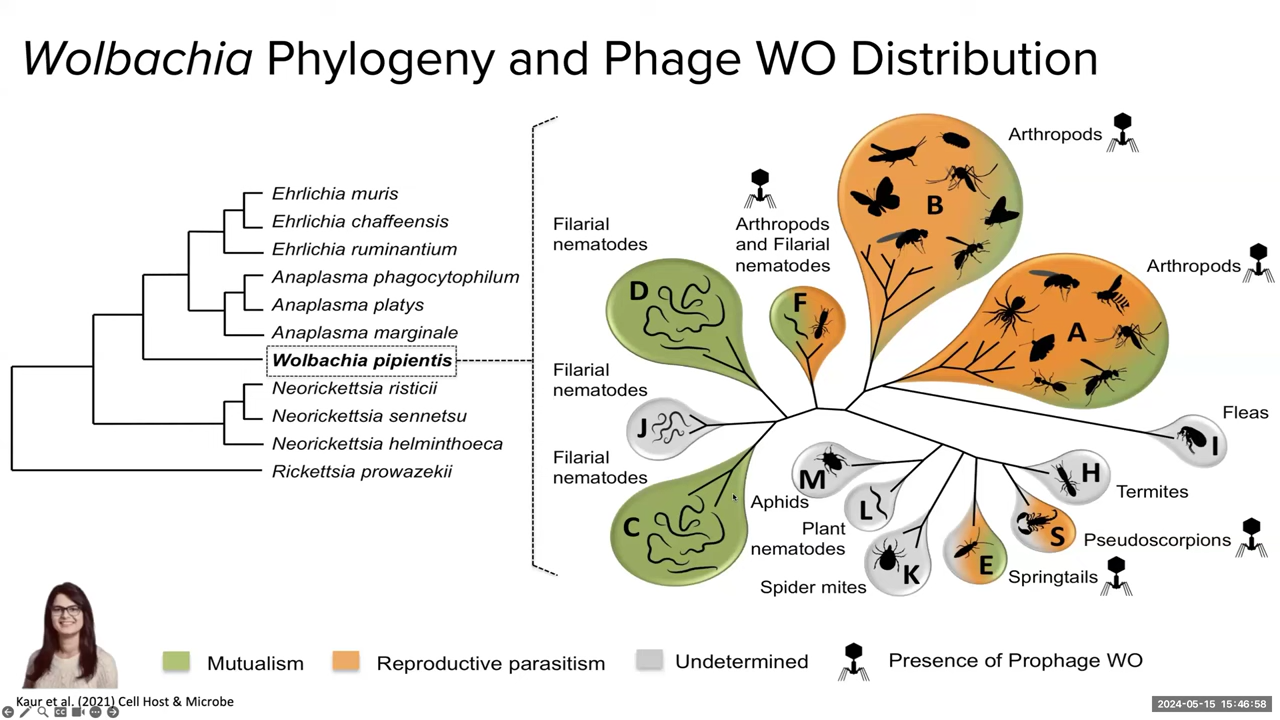 Wolbachia Phylogeny and Phage WO Distribution
Ehrlichia muris
Ehrlichia chaffeensis
Ehrlichia ruminantium
Anaplasma phagocytophilum
Anaplasma platys
Anaplasma marginale
Wolbachia pipientis
Neorickettsia risticii
Neorickettsia sennetsu
Neorickettsia helminthoeca
Rickettsia prowazekii
Filarial
nematodes
D
Filarial
nematodes
J
Filarial
nematodes
C
Arthropods
and Filarial
nematodes
F
Arthropods
B
Arthropods
A
Fleas
I
H
Termites
S
Pseudoscorpions
E
Springtails
K
Spider mites
L
Plant
nematodes
M
Aphids
Mutualism
Reproductive parasitism
Undetermined
Presence of Prophage WO
Kaur et al. (2021) Cell Host & Microbe
2024-05-15 15:46:58